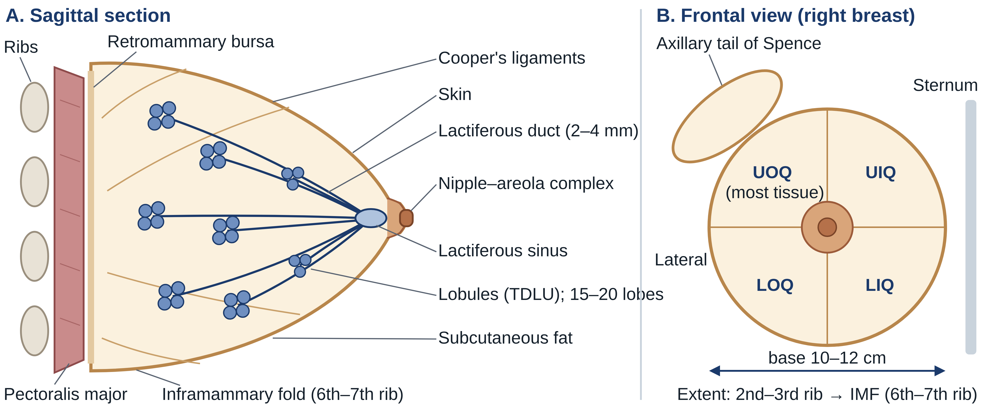 A. Sagittal section
Ribs
Retromammary bursa
Cooper's ligaments
Skin
Lactiferous duct (2–4 mm)
Nipple–areola complex
Lactiferous sinus
Lobules (TDLU); 15–20 lobes
Subcutaneous fat
Pectoralis major
Inframammary fold (6th–7th rib)
B. Frontal view (right breast)
Axillary tail of Spence
Sternum
UOQ
(most tissue)
UIQ
Lateral
LOQ
LIQ
base 10–12 cm
Extent: 2nd–3rd rib → IMF (6th–7th rib)